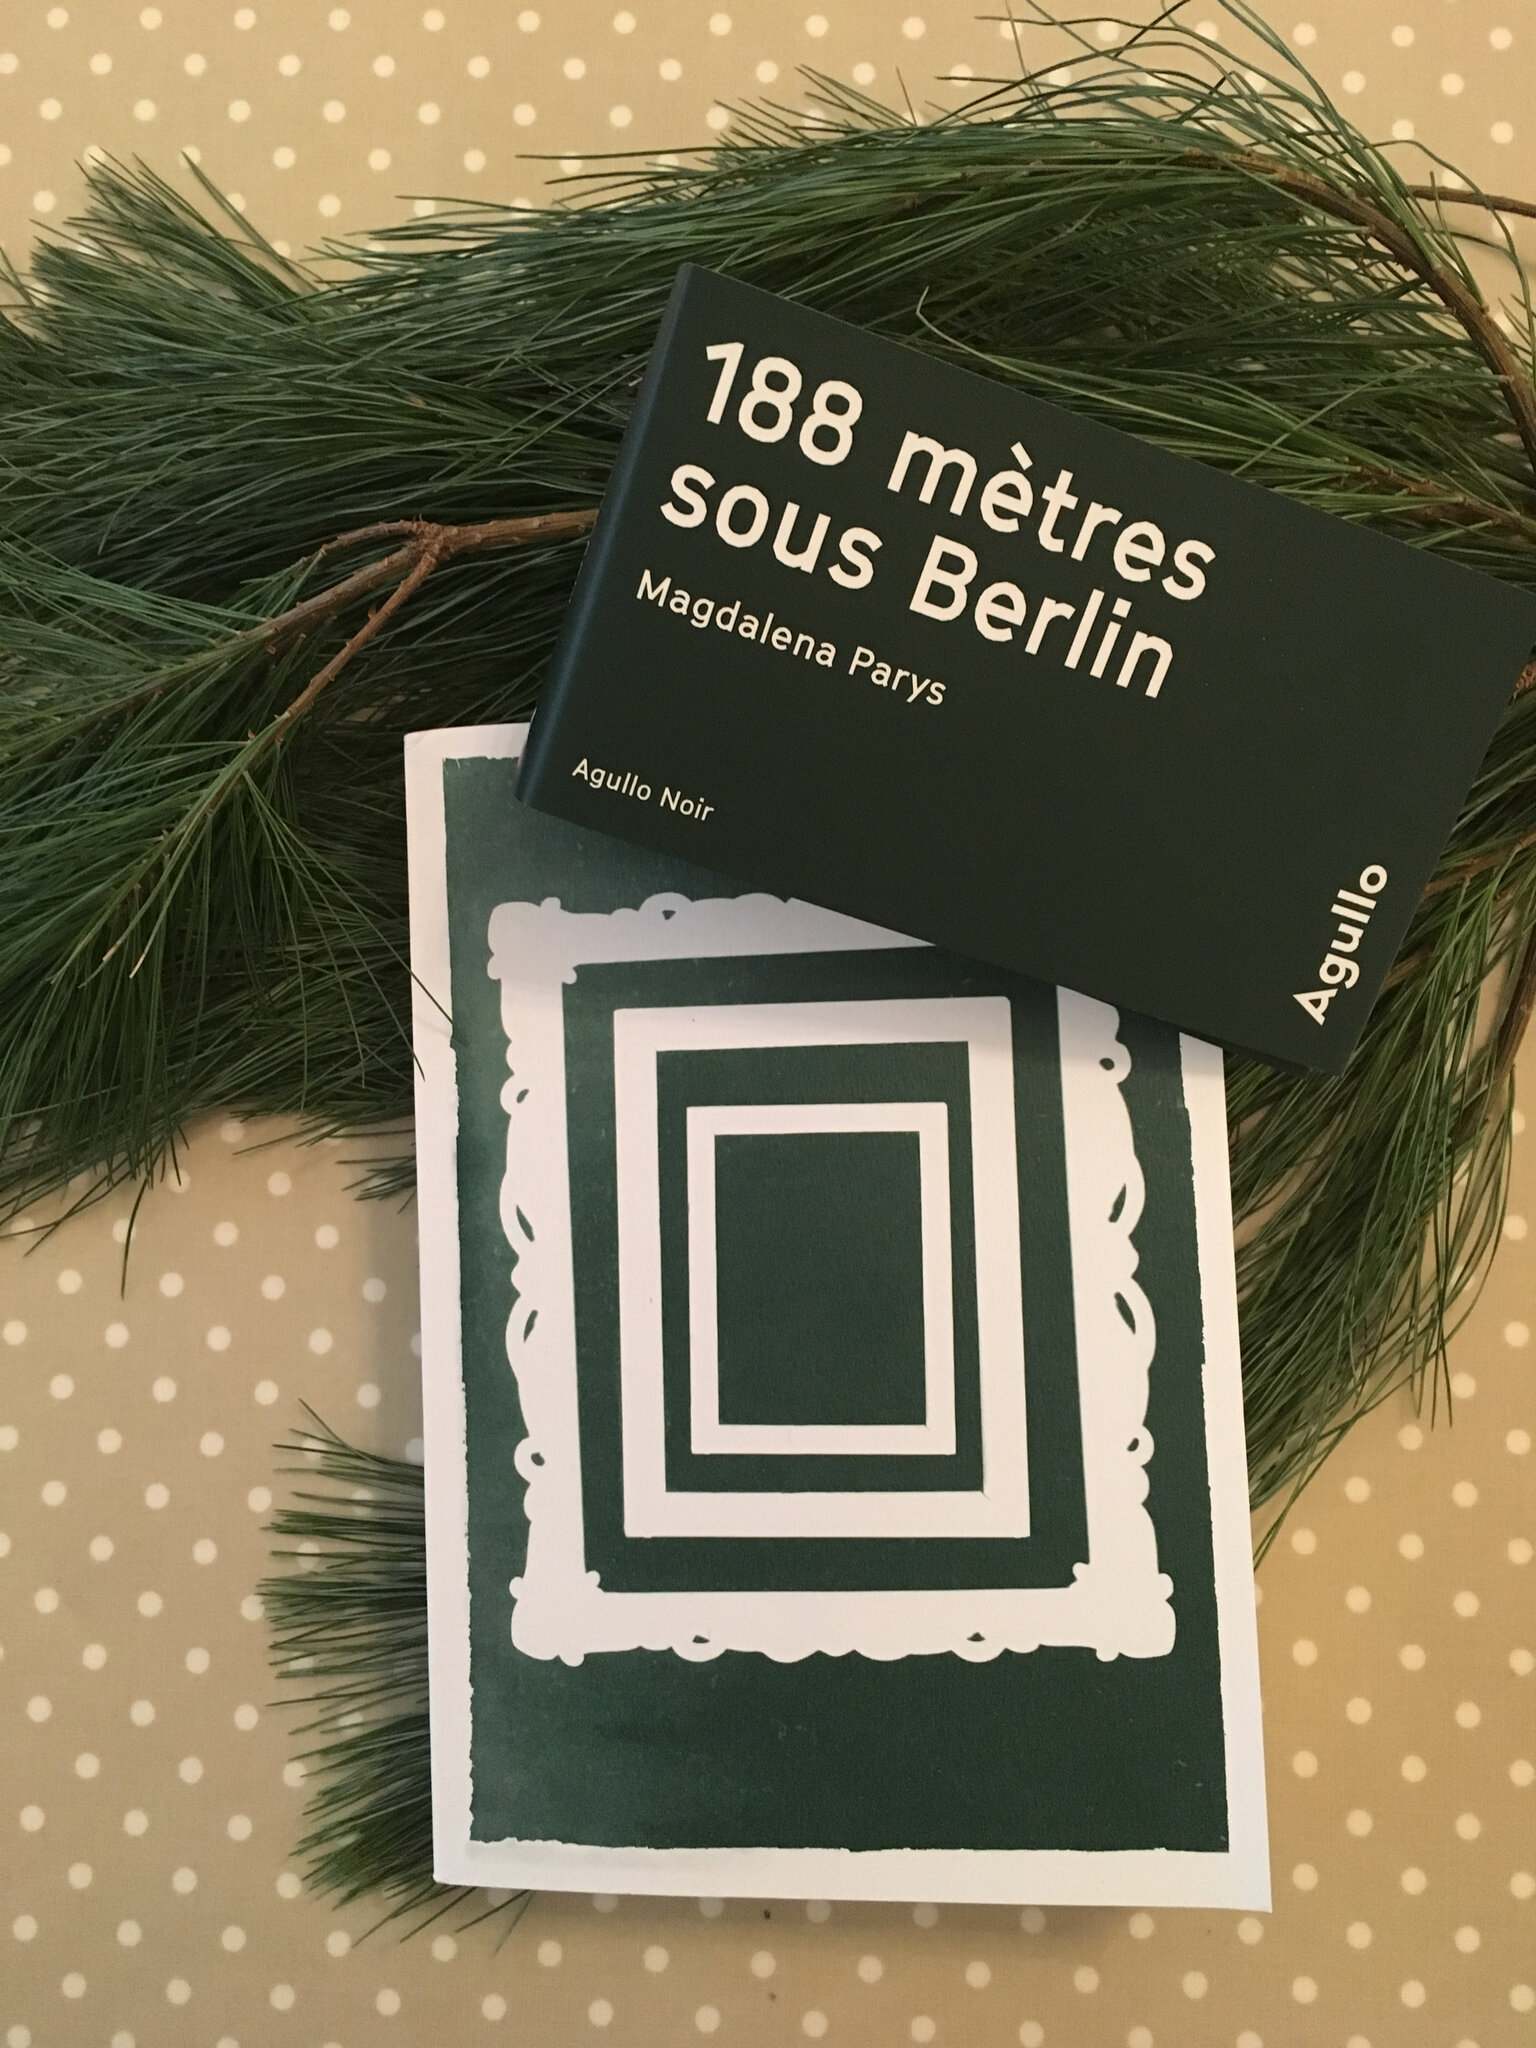 188 mètres
sous Berlin
Magdalena Parys
Agullo Noir
Agullo